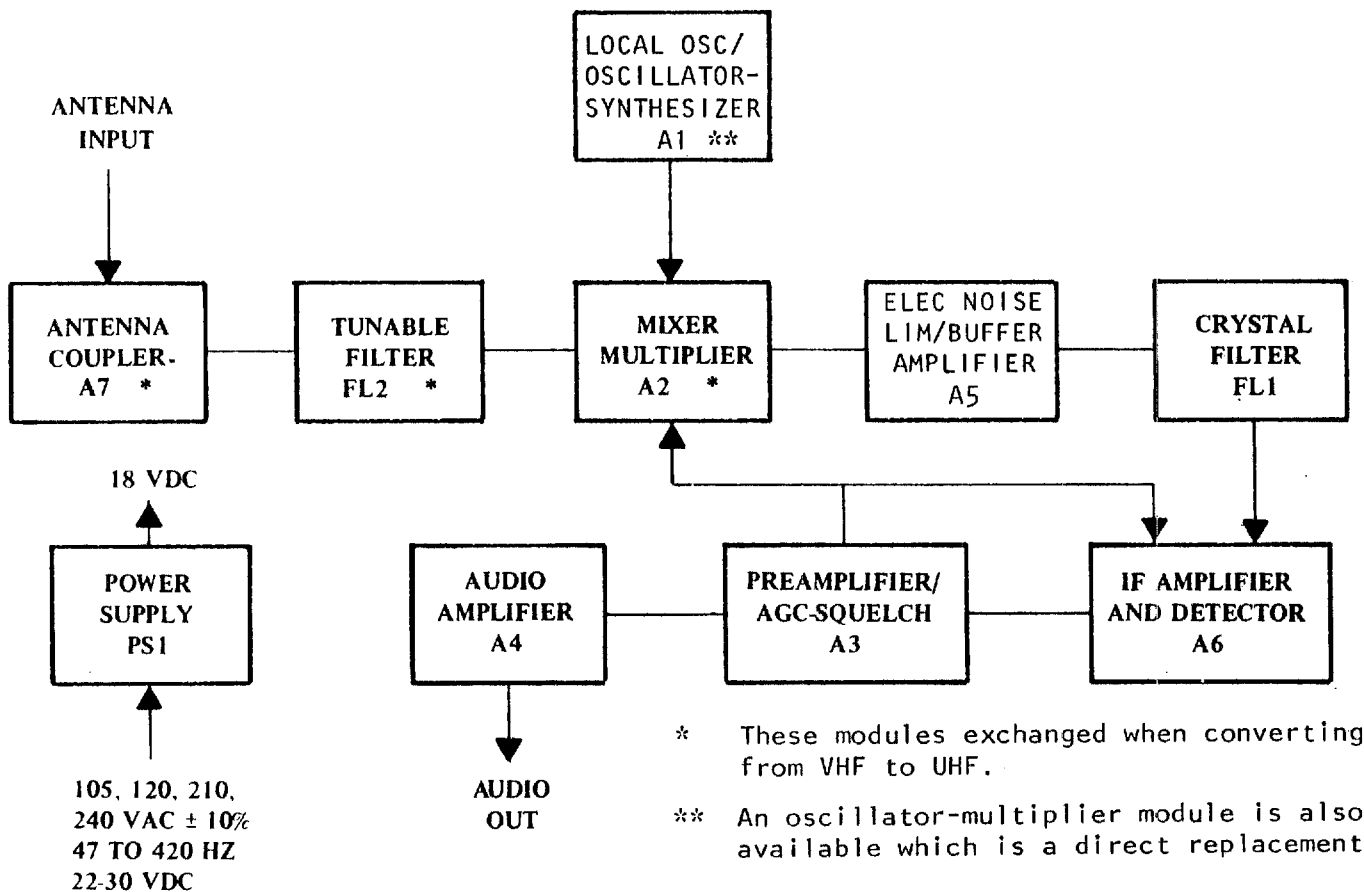 LOCAL OSC/
OSCILLATOR-
SYNTHESIZER
A1 **
ANTENNA
INPUT
ANTENNA
COUPLER-
A7 *
TUNABLE
FILTER
FL2 *
MIXER
MULTIPLIER
A2 *
ELEC NOISE
LIM/BUFFER
AMPLIFIER
A5
CRYSTAL
FILTER
FL1
18 VDC
POWER
SUPPLY
PS1
AUDIO
AMPLIFIER
A4
PREAMPLIFIER/
AGC-SQUELCH
A3
IF AMPLIFIER
AND DETECTOR
A6
105, 120, 210,
240 VAC ± 10%
47 TO 420 HZ
22-30 VDC
AUDIO
OUT
* These modules exchanged when converting
from VHF to UHF.
** An oscillator-multiplier module is also
available which is a direct replacement